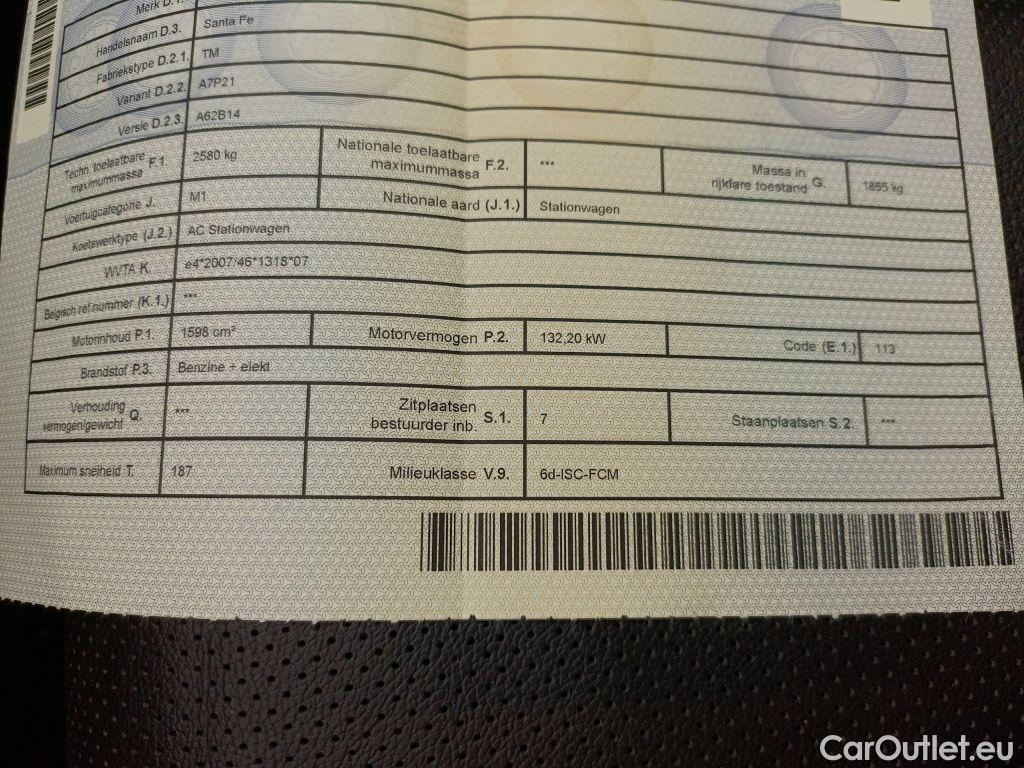 Merk D.1.
Handelsnaam D.3. Santa Fe
Fabriekstype D.2.1. TM
Variant D.2.2. A7P21
Versie D.2.3. A62B14
Techn. toelaatbare maximummassa F.1. 2580 kg Nationale toelaatbare maximummassa F.2. *** Massa in rijklare toestand G. 1855 kg
Voertuigcategorie J. M1 Nationale aard (J.1.) Stationwagen
Koetswerktype (J.2.) AC Stationwagen
WVTA K. e4*2007/46*1318*07
Belgisch ref.nummer (K.1.) ***
Motorinhoud P.1. 1598 cm³ Motorvermogen P.2. 132,20 kW Code (E.1.) 113
Brandstof P.3. Benzine + elekt
Verhouding vermogen/gewicht Q. *** Zitplaatsen bestuurder inb. S.1. 7 Staanplaatsen S.2. ***
Maximum snelheid T. 187 Milieuklasse V.9. 6d-ISC-FCM
CarOutlet.eu